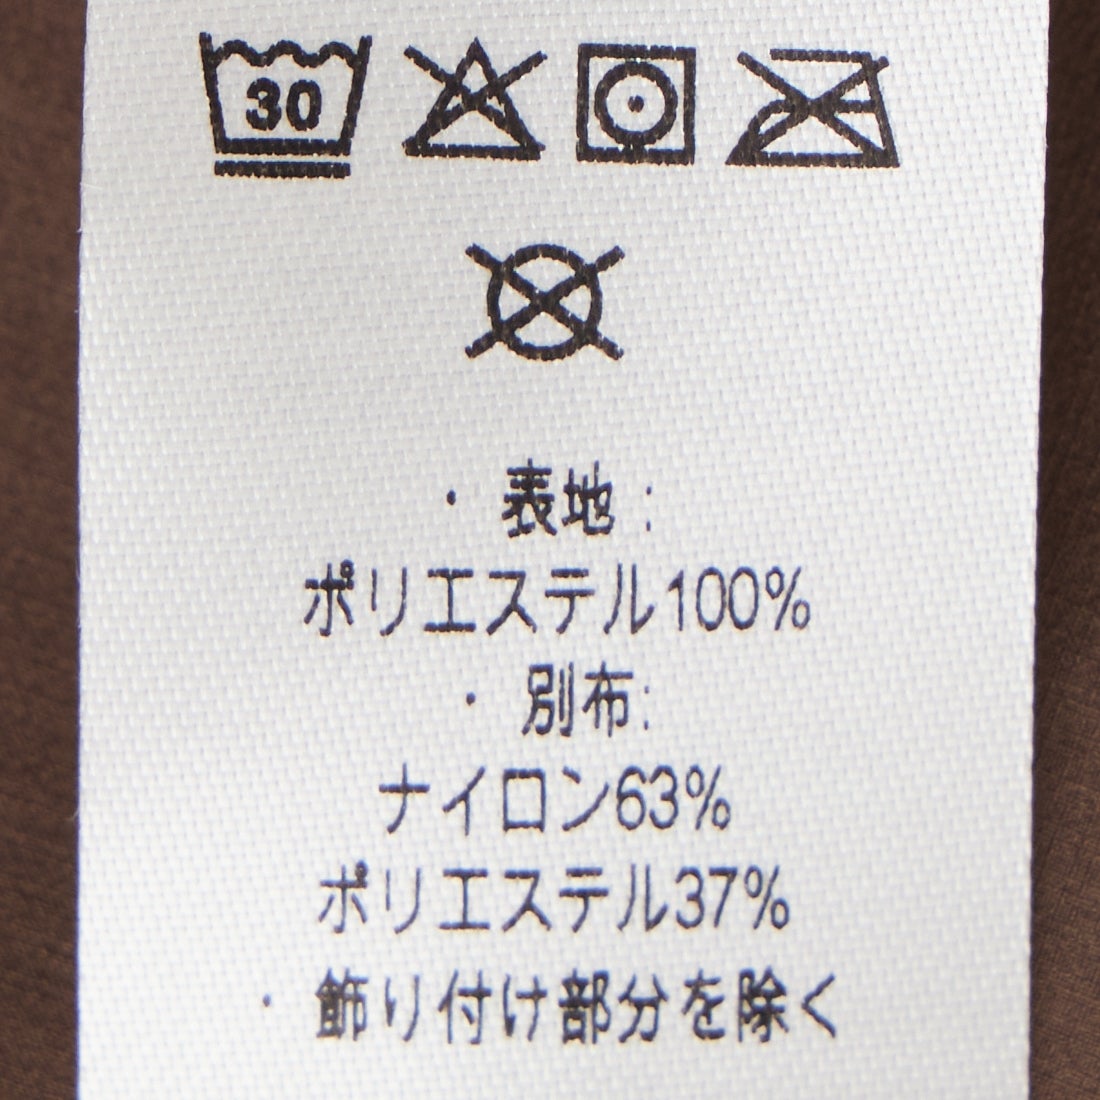 30
・ 表地:
ポリエステル100%
・ 別布:
ナイロン63%
ポリエステル37%
・ 飾り付け部分を除く